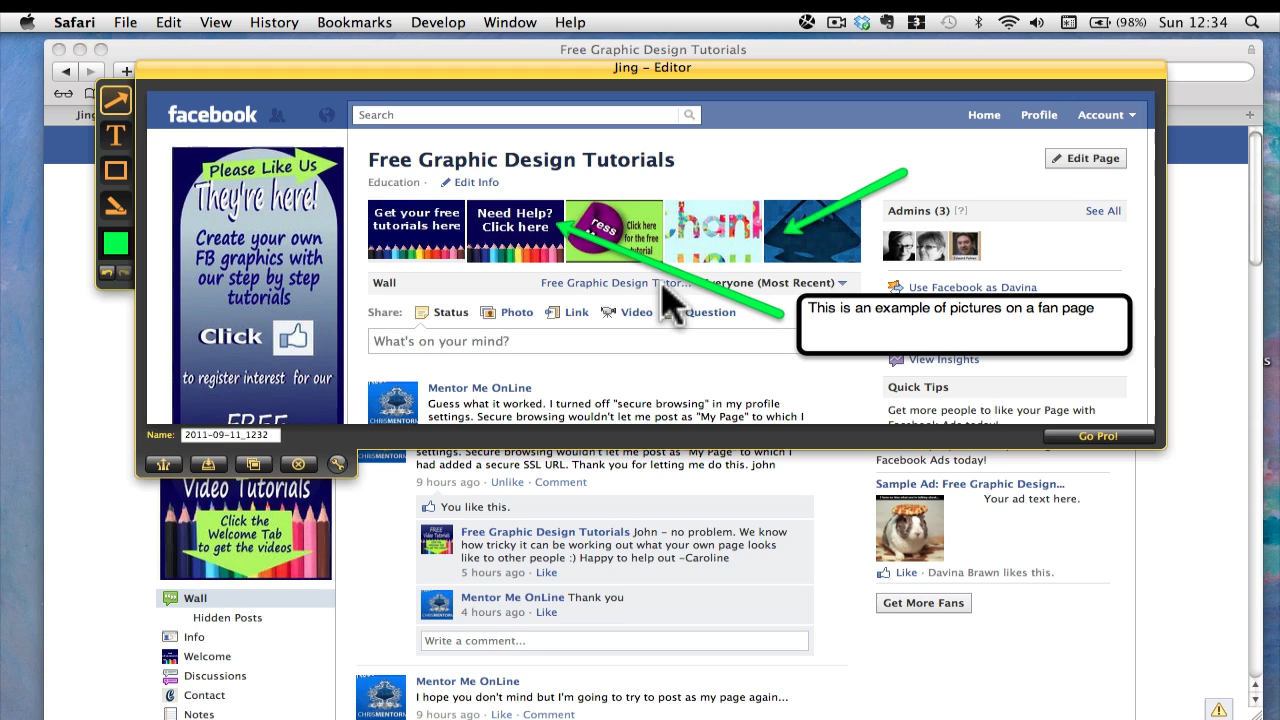 Safari File Edit View History Bookmarks Develop Window Help
(98%) Sun 12:34
Free Graphic Design Tutorials
Jing – Editor
facebook
Search
Home Profile Account
Please Like Us
They're here!
Create your own
FB graphics with
our step by step
tutorials
Click
to register interest for our
FREE
Free Graphic Design Tutorials
Education · Edit Info
Edit Page
Get your free
tutorials here
Need Help?
Click here
ress
Click here
for the free
tutorial
hank
you
Admins (3) [?] See All
Wall
Free Graphic Design Tutor...
Everyone (Most Recent)
Use Facebook as Davina
This is an example of pictures on a fan page
Share: Status Photo Link Video Question
What's on your mind?
View Insights
Quick Tips
Get more people to like your Page with
Mentor Me OnLine
Guess what it worked. I turned off "secure browsing" in my profile
settings. Secure browsing wouldn't let me post as "My Page" to which I
Name: 2011-09-11_1232
Go Pro!
settings. Secure browsing wouldn't let me post as "My Page" to which I
had added a secure SSL URL. Thank you for letting me do this. john
9 hours ago · Unlike · Comment
You like this.
Free Graphic Design Tutorials John – no problem. We know
how tricky it can be working out what your own page looks
like to other people :) Happy to help out –Caroline
5 hours ago · Like
Mentor Me OnLine Thank you
4 hours ago · Like
Write a comment...
Mentor Me OnLine
I hope you don't mind but I'm going to try to post as my page again...
9 hours ago · Like · Comment
CHRISMENTORM
Facebook Ads today!
Sample Ad: Free Graphic Design...
Your ad text here.
Like · Davina Brawn likes this.
Get More Fans
Video Tutorials
Click the
Welcome Tab
to get the videos
Wall
Hidden Posts
Info
Welcome
Discussions
Contact
Notes